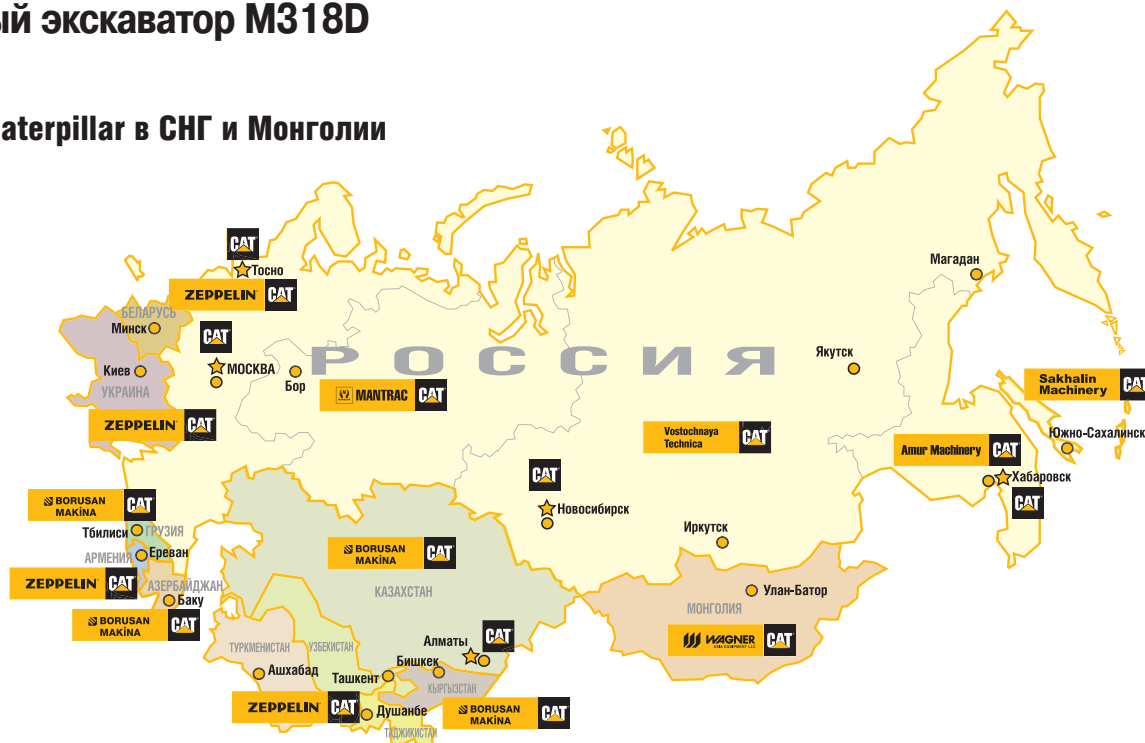 ый экскаватор M318D
aterpillar в СНГ и Монголии
CAT
Тосно
ZEPPELIN CAT
БЕЛАРУСЬ
Минск
CAT
МОСКВА
Киев
УКРАИНА
ZEPPELIN CAT
Бор
РОССИЯ
MANTRAC CAT
Магадан
Якутск
Sakhalin
Machinery CAT
Южно-Сахалинск
Vostochnaya
Technica CAT
Amur Machinery CAT
Хабаровск
CAT
CAT
Новосибирск
Иркутск
BORUSAN
MAKİNA CAT
Тбилиси ГРУЗИЯ
АРМЕНИЯ Ереван
ZEPPELIN CAT
АЗЕРБАЙДЖАН
Баку
BORUSAN
MAKİNA CAT
BORUSAN
MAKİNA CAT
КАЗАХСТАН
Улан-Батор
МОНГОЛИЯ
WAGNER
ASIA EQUIPMENT LLC
CAT
Алматы
CAT
ТУРКМЕНИСТАН
УЗБЕКИСТАН
Бишкек
Ашхабад
Ташкент
КЫРГЫЗСТАН
ZEPPELIN CAT
Душанбе
ТАДЖИКИСТАН
BORUSAN
MAKİNA CAT